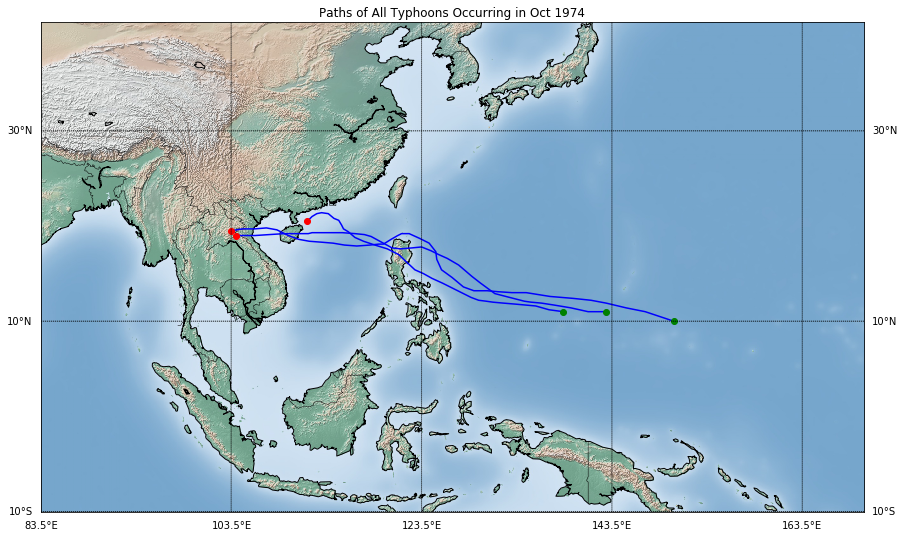 Paths of All Typhoons Occurring in Oct 1974
30°N 30°N
10°N 10°N
10°S 10°S
83.5°E 103.5°E 123.5°E 143.5°E 163.5°E